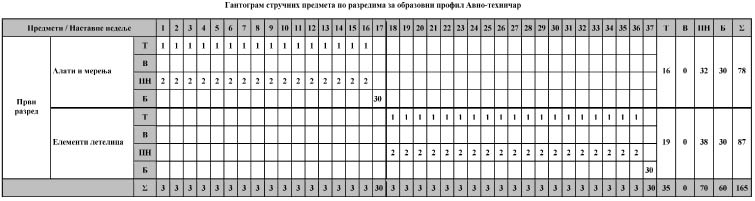 Гантограм стручних предмета по разредима за образовни профил Авио-техничар
Предмети / Наставне недеље 1 2 3 4 5 6 7 8 9 10 11 12 13 14 15 16 17 18 19 20 21 22 23 24 25 26 27 28 29 30 31 32 33 34 35 36 37 Т В ПН Б Σ
Први разред
Алати и мерења
Т 1 1 1 1 1 1 1 1 1 1 1 1 1 1 1 1
В
ПН 2 2 2 2 2 2 2 2 2 2 2 2 2 2 2 2
Б 30
16 0 32 30 78
Елементи летелица
Т 1 1 1 1 1 1 1 1 1 1 1 1 1 1 1 1 1 1 1
В
ПН 2 2 2 2 2 2 2 2 2 2 2 2 2 2 2 2 2 2 2
Б 30
19 0 38 30 87
Σ 3 3 3 3 3 3 3 3 3 3 3 3 3 3 3 3 30 3 3 3 3 3 3 3 3 3 3 3 3 3 3 3 3 3 3 3 30 35 0 70 60 165